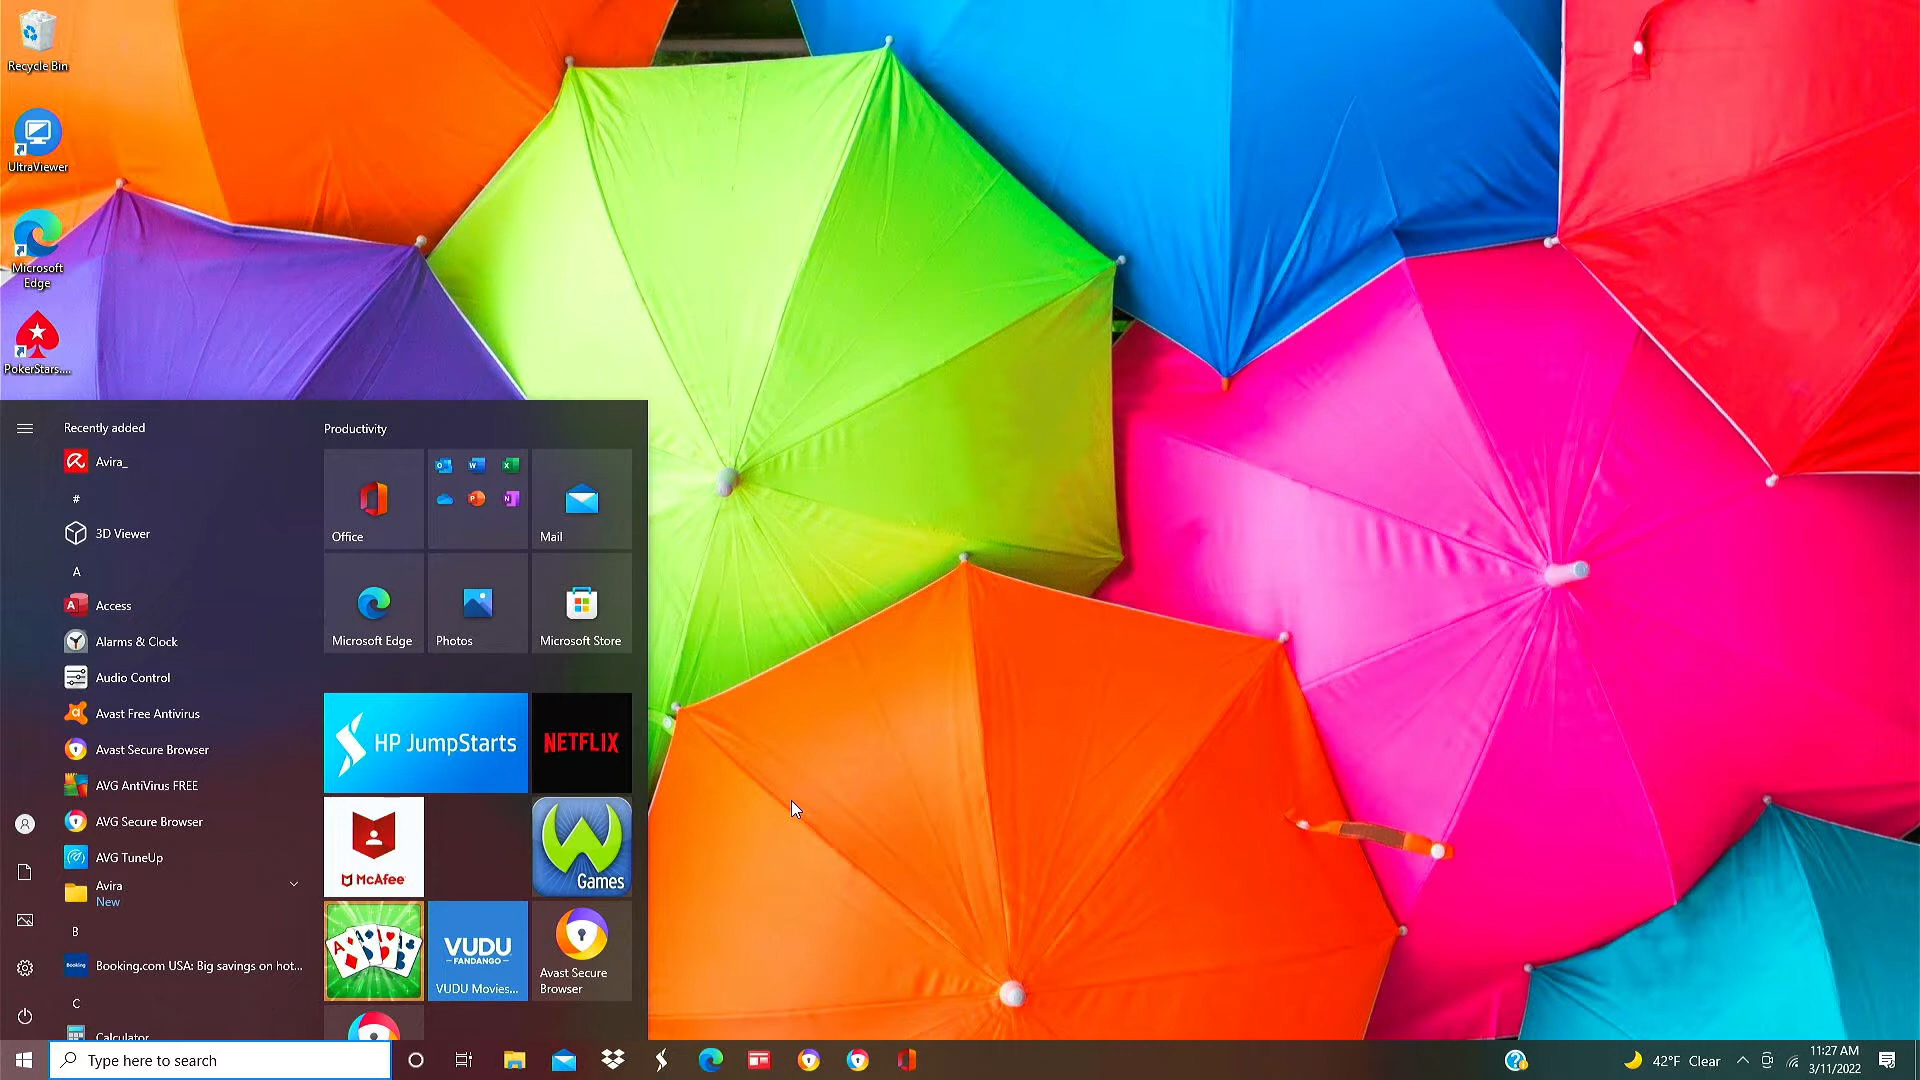 Recycle Bin
UltraViewer
Microsoft
Edge
PokerStars....
Recently added
Avira_
#
3D Viewer
A
Access
Alarms & Clock
Audio Control
Avast Free Antivirus
Avast Secure Browser
AVG AntiVirus FREE
AVG Secure Browser
AVG TuneUp
Avira
New
B
Booking
Booking.com USA: Big savings on hot...
C
Calculator
Productivity
Office
Mail
Microsoft Edge
Photos
Microsoft Store
HP JumpStarts
NETFLIX
McAfee
Games
VUDU
FANDANGO
VUDU Movies...
Avast Secure
Browser
Type here to search
42°F Clear
11:27 AM
3/11/2022